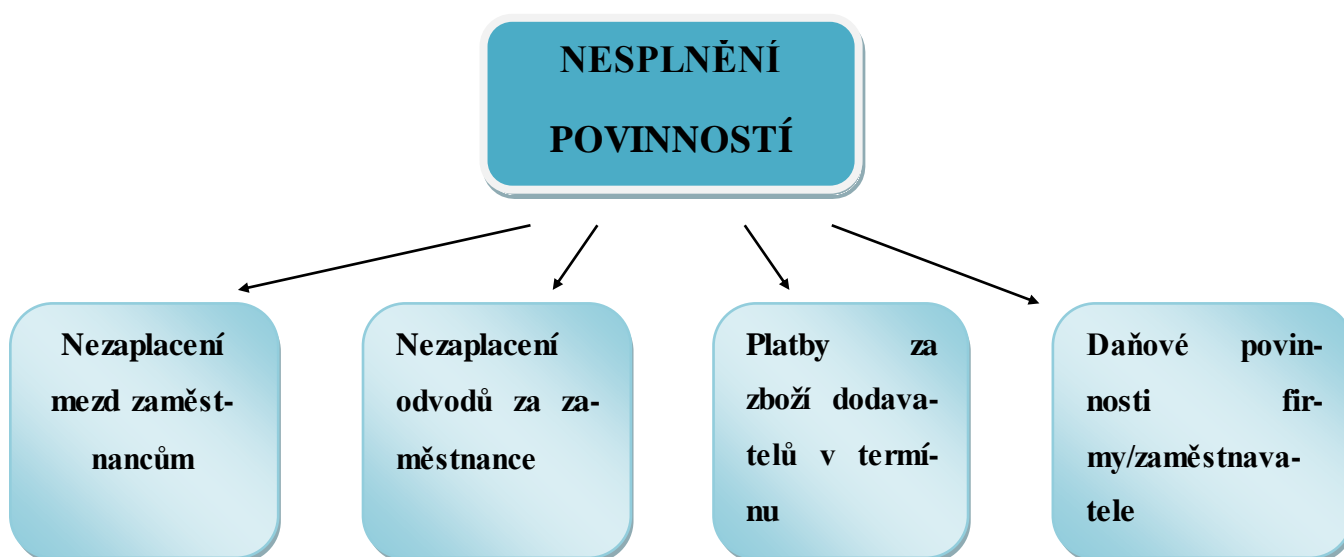 NESPLNĚNÍ
POVINNOSTÍ
Nezaplacení
mezd zaměst-
nancům
Nezaplacení
odvodů za za-
městnance
Platby za
zboží dodava-
telů v termí-
nu
Daňové povin-
nosti fir-
my/zaměstnava-
tele